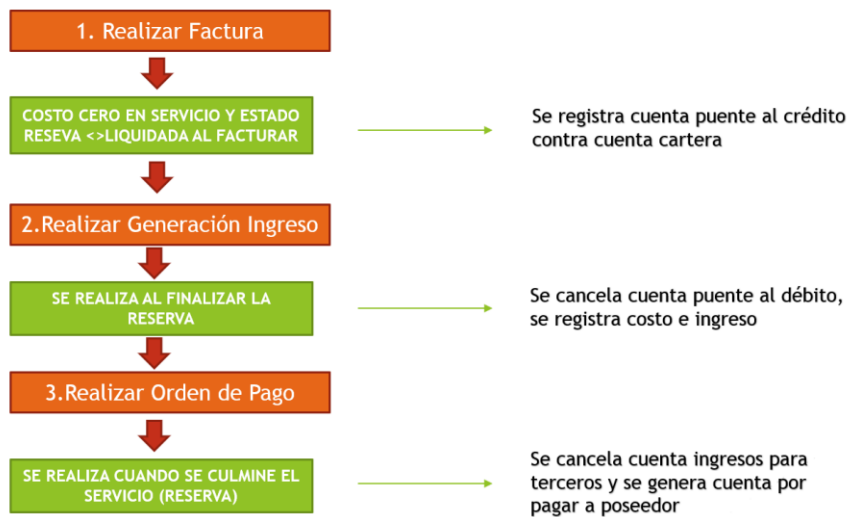 1. Realizar Factura
COSTO CERO EN SERVICIO Y ESTADO
RESEVA <>LIQUIDADA AL FACTURAR
Se registra cuenta puente al crédito
contra cuenta cartera
2.Realizar Generación Ingreso
SE REALIZA AL FINALIZAR LA
RESERVA
Se cancela cuenta puente al débito,
se registra costo e ingreso
3.Realizar Orden de Pago
SE REALIZA CUANDO SE CULMINE EL
SERVICIO (RESERVA)
Se cancela cuenta ingresos para
terceros y se genera cuenta por
pagar a poseedor